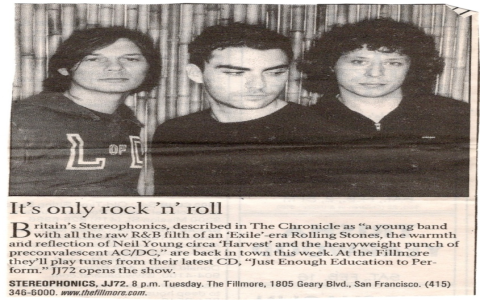 L OF
It's only rock 'n' roll
Britain's Stereophonics, described in The Chronicle as "a young band
with all the raw R&B filth of an 'Exile'-era Rolling Stones, the warmth
and reflection of Neil Young circa 'Harvest' and the heavyweight punch of
preconvalescent AC/DC," are back in town this week. At the Fillmore
they'll play tunes from their latest CD, "Just Enough Education to Per-
form." JJ72 opens the show.
STEREOPHONICS, JJ72. 8 p.m. Tuesday. The Fillmore, 1805 Geary Blvd., San Francisco. (415)
346-6000. www.thefillmore.com.